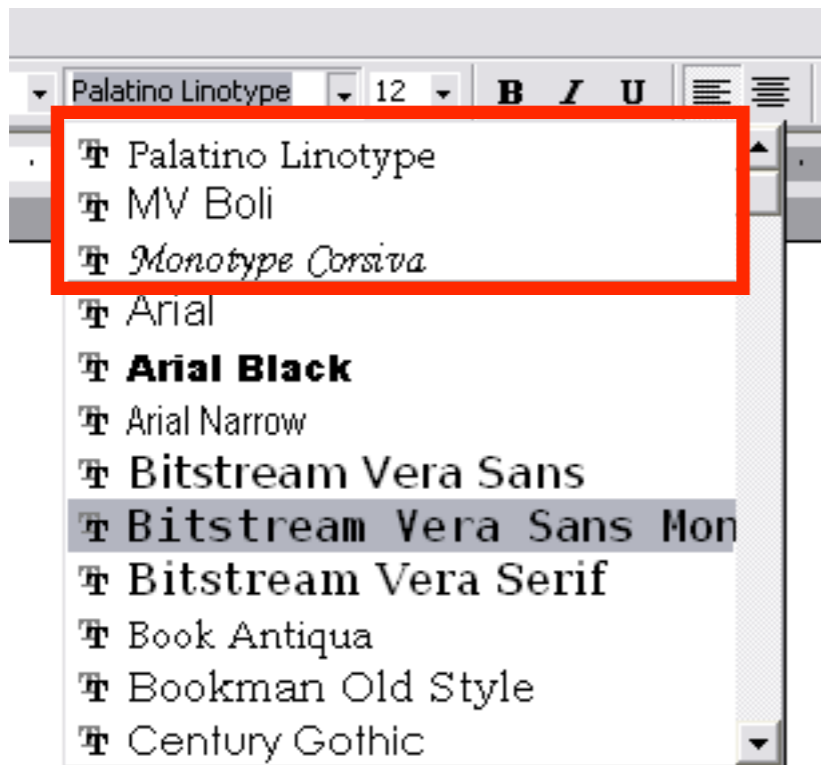 Palatino Linotype 12 B I U
Palatino Linotype
MV Boli
Monotype Corsiva
Arial
Arial Black
Arial Narrow
Bitstream Vera Sans
Bitstream Vera Sans Mon
Bitstream Vera Serif
Book Antiqua
Bookman Old Style
Century Gothic